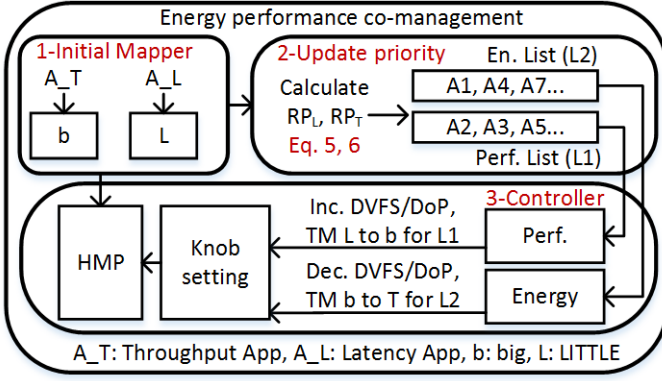 Energy performance co-management
1-Initial Mapper
A_T
A_L
b
L
2-Update priority
Calculate
RPL, RPT
Eq. 5, 6
En. List (L2)
A1, A4, A7...
A2, A3, A5...
Perf. List (L1)
3-Controller
HMP
Knob
setting
Inc. DVFS/DoP,
TM L to b for L1
Dec. DVFS/DoP,
TM b to T for L2
Perf.
Energy
A_T: Throughput App, A_L: Latency App, b: big, L: LITTLE